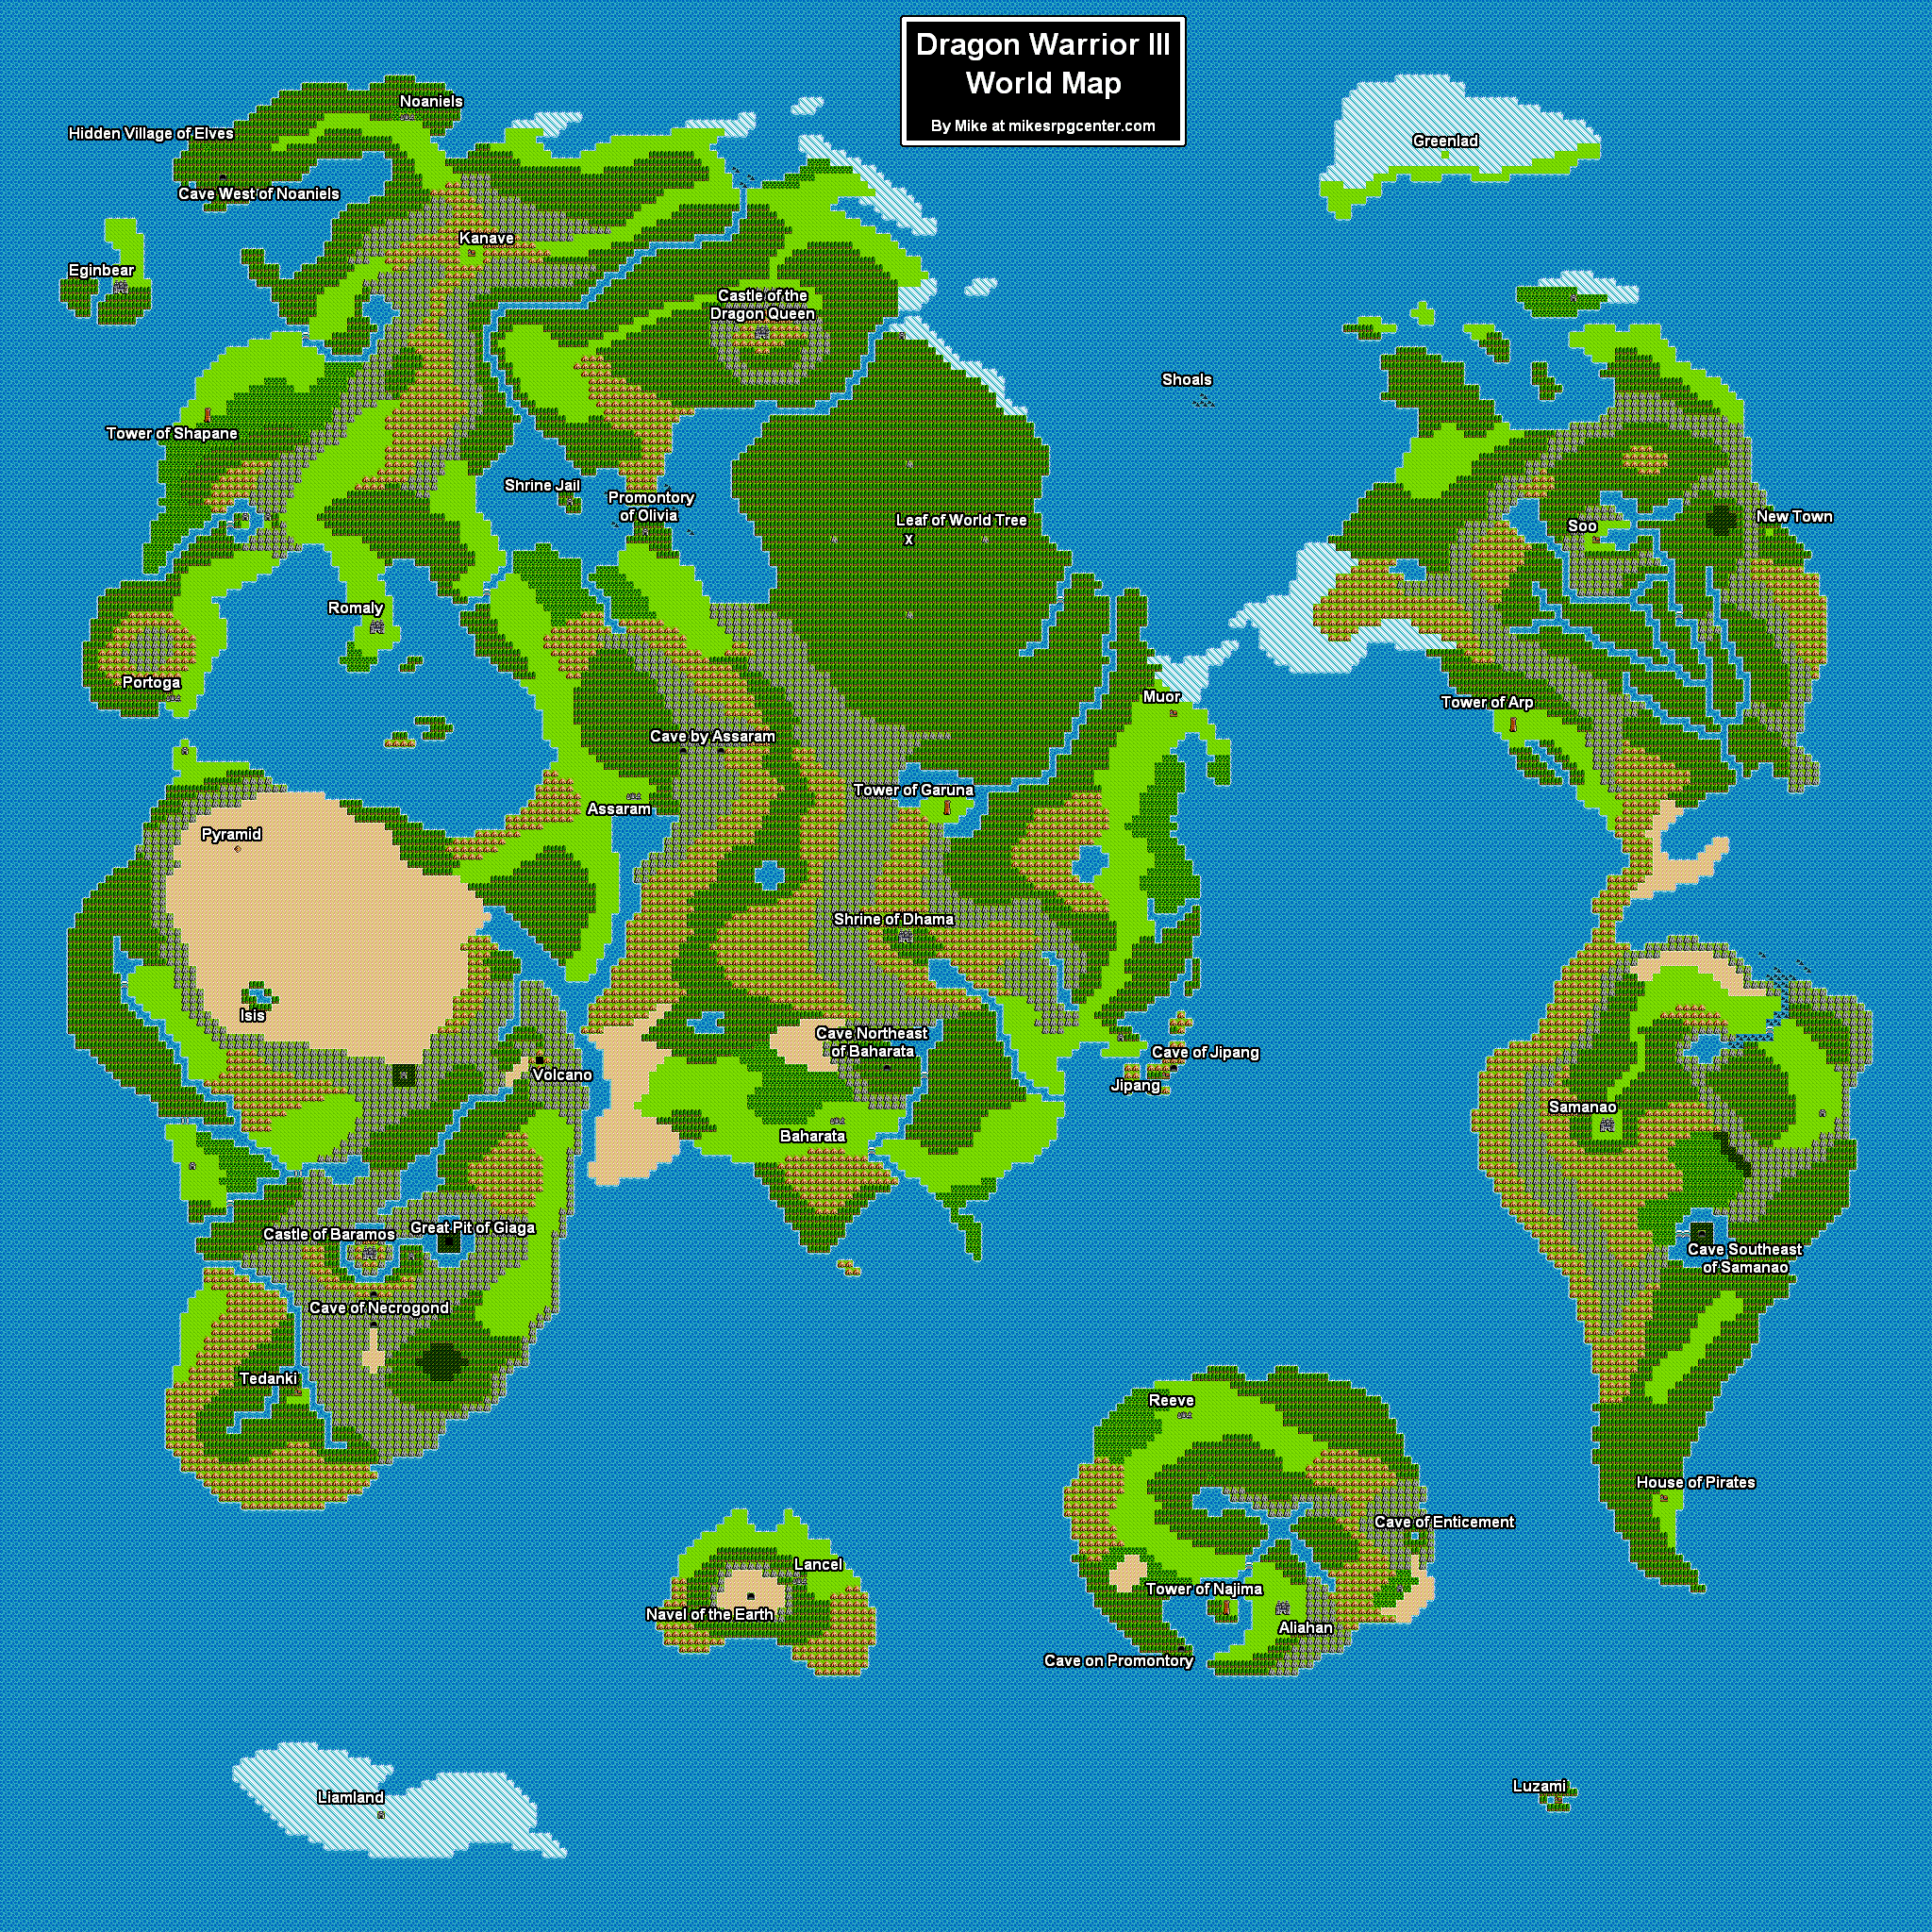 Dragon Warrior III
World Map
By Mike at mikesrpgcenter.com
Noaniels
Hidden Village of Elves
Greenlad
Cave West of Noaniels
Kanave
Eginbear
Castle of the
Dragon Queen
Shoals
Tower of Shapane
Shrine Jail
Promontory
of Olivia
Leaf of World Tree
X
Soo
New Town
Romaly
Portoga
Muor
Tower of Arp
Cave by Assaram
Tower of Garuna
Assaram
Pyramid
Shrine of Dhama
Isis
Cave Northeast
of Baharata
Cave of Jipang
Volcano
Jipang
Samanao
Baharata
Great Pit of Giaga
Castle of Baramos
Cave Southeast
of Samanao
Cave of Necrogond
Tedanki
Reeve
House of Pirates
Cave of Enticement
Lancel
Tower of Najima
Navel of the Earth
Aliahan
Cave on Promontory
Luzami
Liamland